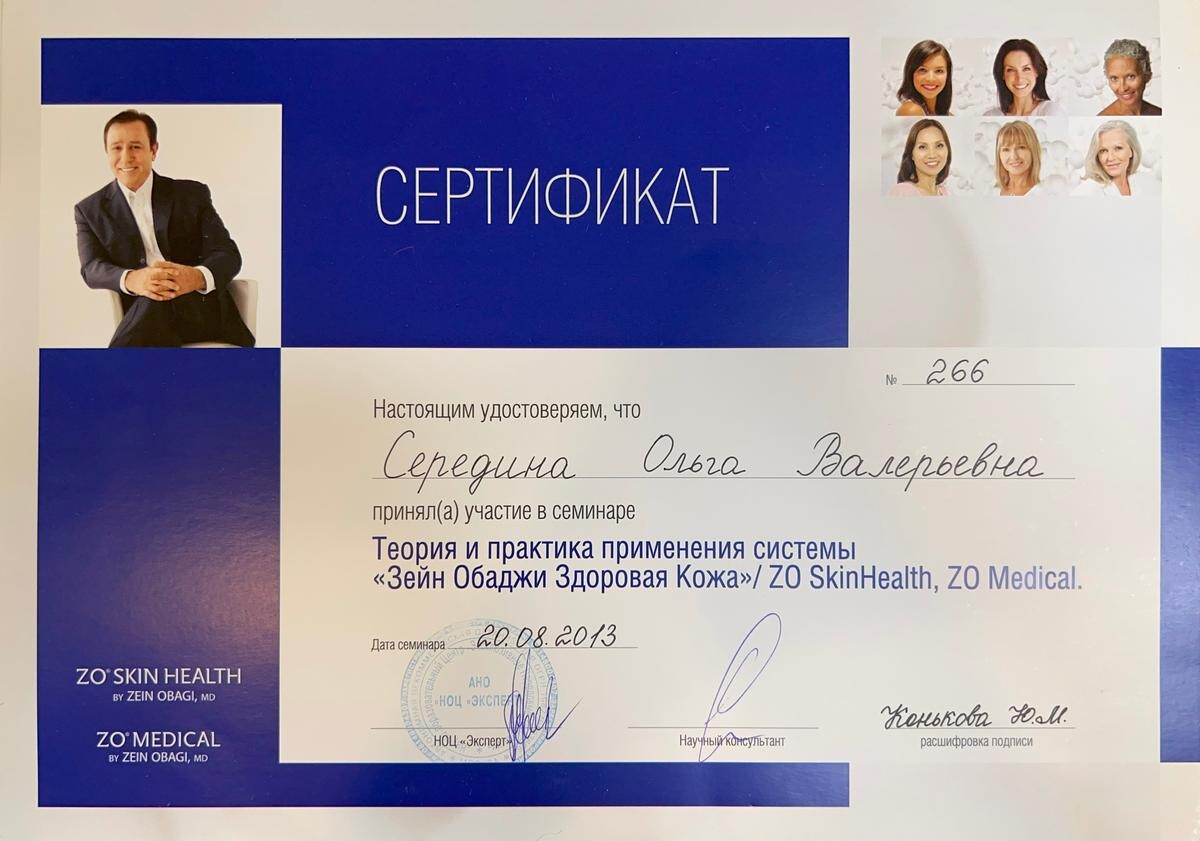 СЕРТИФИКАТ
№ 266
Настоящим удостоверяем, что
Середина Ольга Валерьевна
принял(а) участие в семинаре
Теория и практика применения системы
«Зейн Обаджи Здоровая Кожа»/ ZO SkinHealth, ZO Medical.
Дата семинара 20.08.2013
АНО
«НОЦ «ЭКСПЕ
НОЦ «Эксперт»
Научный консультант
Конькова Ю.М.
расшифровка подписи
ZO® SKIN HEALTH
BY ZEIN OBAGI, MD
ZO® MEDICAL
BY ZEIN OBAGI, MD